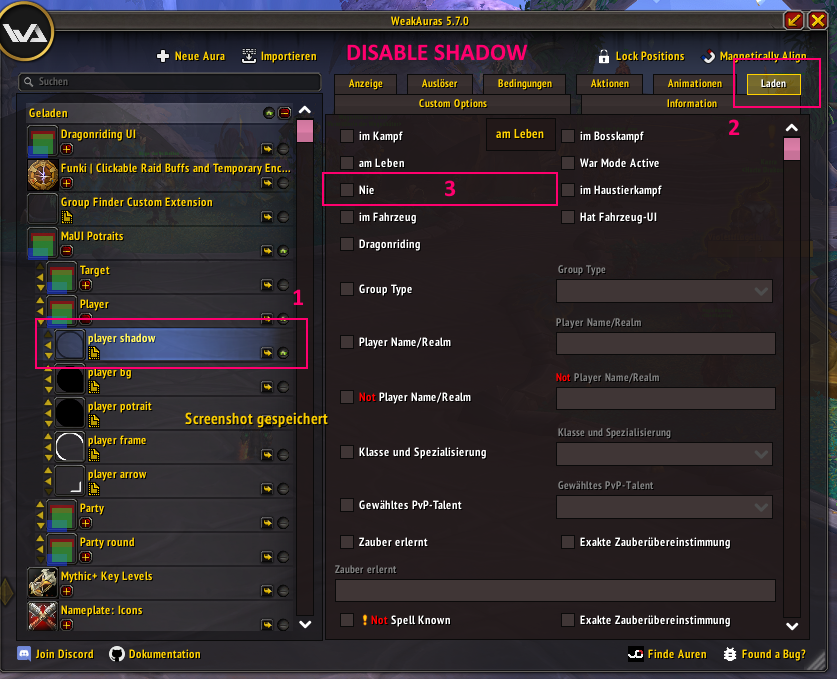 WeakAuras 5.7.0
Neue Aura
Importieren
DISABLE SHADOW
Lock Positions
Magnetically Align
Suchen
Anzeige
Auslöser
Bedingungen
Aktionen
Animationen
Laden
Custom Options
Information
2
Geladen
Dragonriding UI
Funki | Clickable Raid Buffs and Temporary Enc...
Group Finder Custom Extension
MaUI Potraits
Target
Player
1
player shadow
player bg
player potrait
Screenshot gespeichert
player frame
player arrow
Party
Party round
Mythic+ Key Levels
Nameplate: Icons
im Kampf
am Leben
im Bosskampf
am Leben
War Mode Active
Nie
3
im Haustierkampf
im Fahrzeug
Hat Fahrzeug-UI
Dragonriding
Group Type
Group Type
Player Name/Realm
Player Name/Realm
Not Player Name/Realm
Not Player Name/Realm
Klasse und Spezialisierung
Klasse und Spezialisierung
Gewähltes PvP-Talent
Gewähltes PvP-Talent
Zauber erlernt
Exakte Zauberübereinstimmung
Zauber erlernt
! Not Spell Known
Exakte Zauberübereinstimmung
Join Discord
Dokumentation
Finde Auren
Found a Bug?